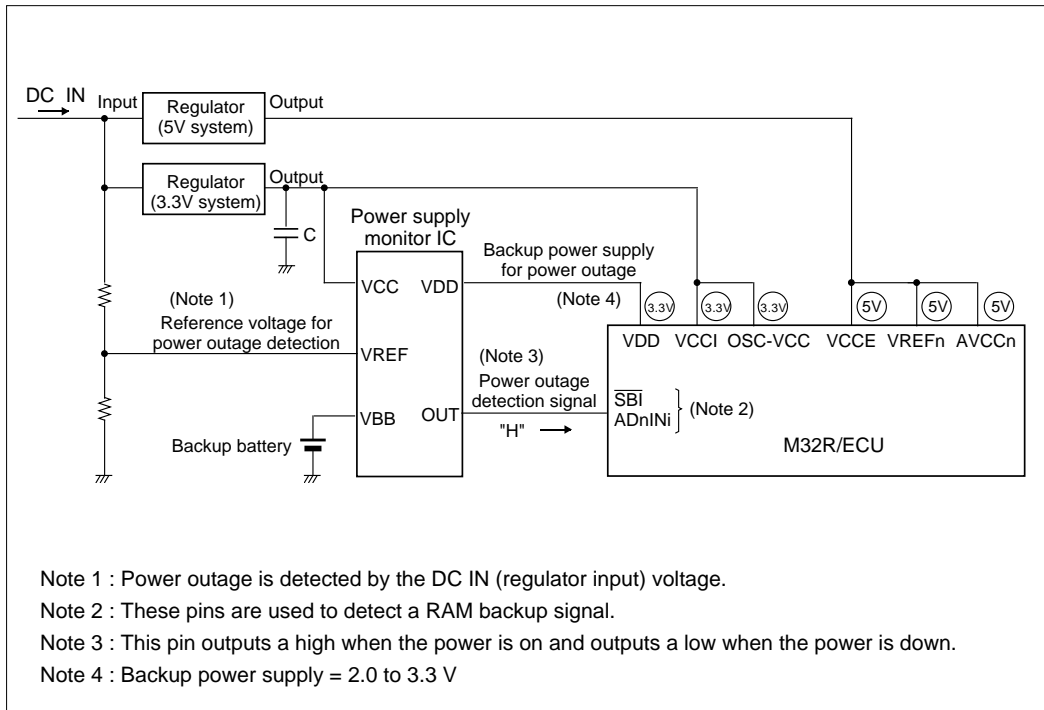 DC IN
Input
Regulator
(5V system)
Output
Regulator
(3.3V system)
Output
C
Power supply
monitor IC
VCC
VDD
VREF
VBB
OUT
(Note 1)
Reference voltage for
power outage detection
Backup battery
Backup power supply
for power outage
(Note 4)
(Note 3)
Power outage
detection signal
"H"
3.3V
3.3V
3.3V
5V
5V
5V
VDD VCCI OSC-VCC VCCE VREFn AVCCn
SBI
ADnINi
(Note 2)
M32R/ECU
Note 1 : Power outage is detected by the DC IN (regulator input) voltage.
Note 2 : These pins are used to detect a RAM backup signal.
Note 3 : This pin outputs a high when the power is on and outputs a low when the power is down.
Note 4 : Backup power supply = 2.0 to 3.3 V